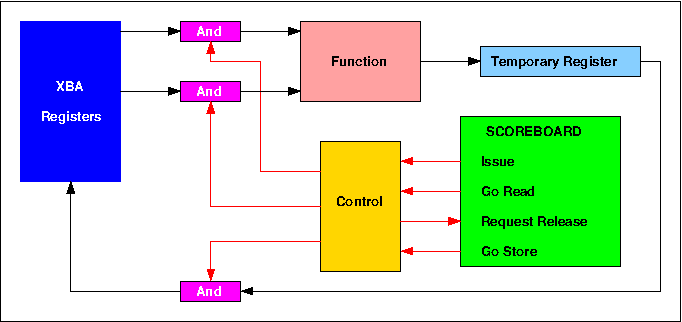 And
XBA
Registers
And
Function
Temporary Register
SCOREBOARD
Issue
Go Read
Control
Request Release
Go Store
And